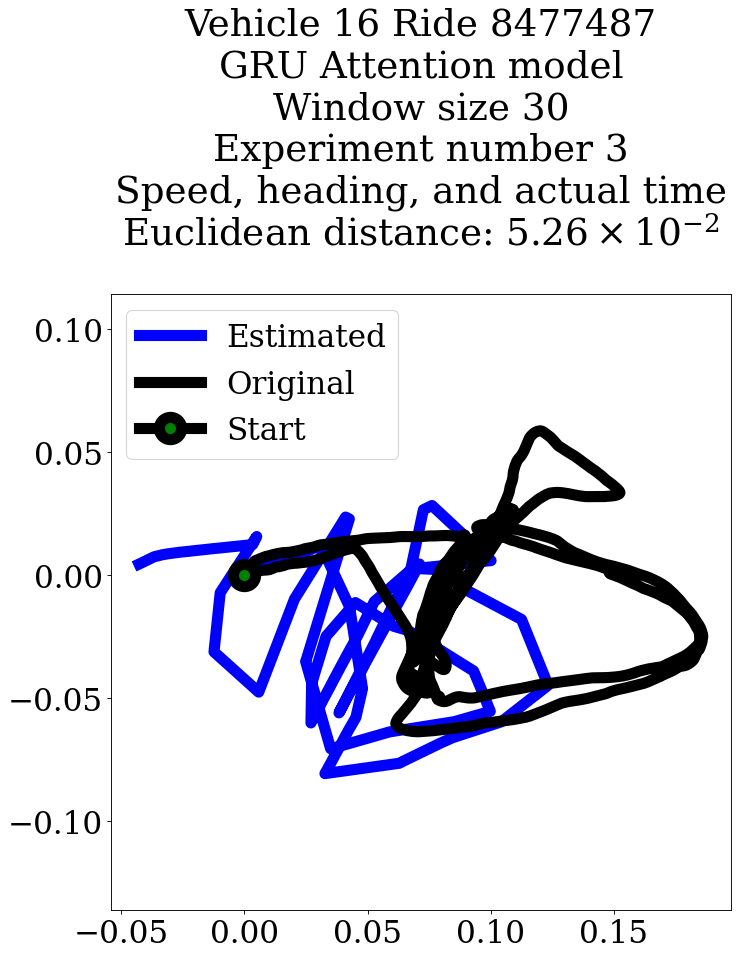 Vehicle 16 Ride 8477487
GRU Attention model
Window size 30
Experiment number 3
Speed, heading, and actual time
Euclidean distance: 5.26 × 10⁻²
Estimated
Original
Start
0.10
0.05
0.00
−0.05
−0.10
−0.05 0.00 0.05 0.10 0.15